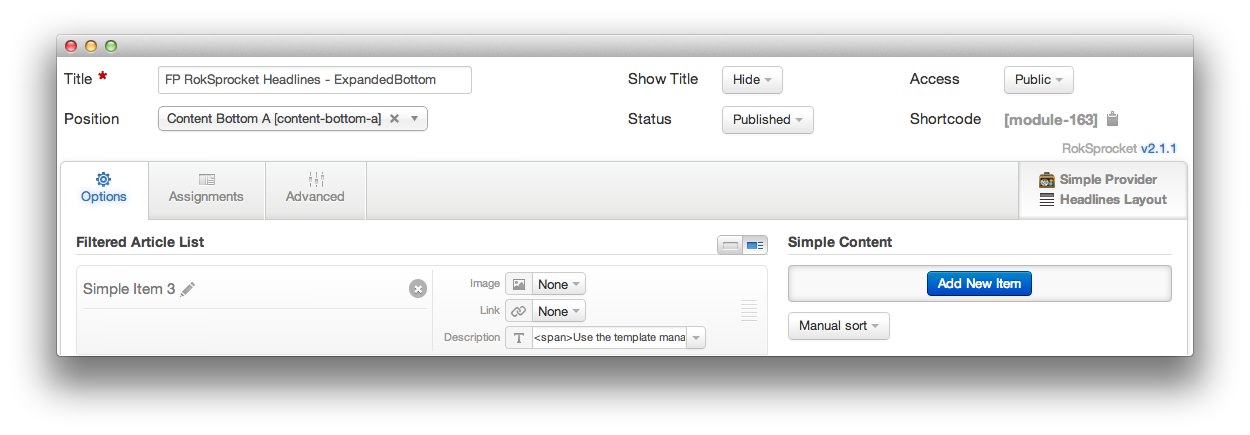 Title * FP RokSprocket Headlines - ExpandedBottom Show Title Hide Access Public
Position Content Bottom A [content-bottom-a] Status Published Shortcode [module-163]
RokSprocket v2.1.1
Options Assignments Advanced
Simple Provider
Headlines Layout
Filtered Article List
Simple Item 3
Image None
Link None
Description <span>Use the template mana
Simple Content
Add New Item
Manual sort